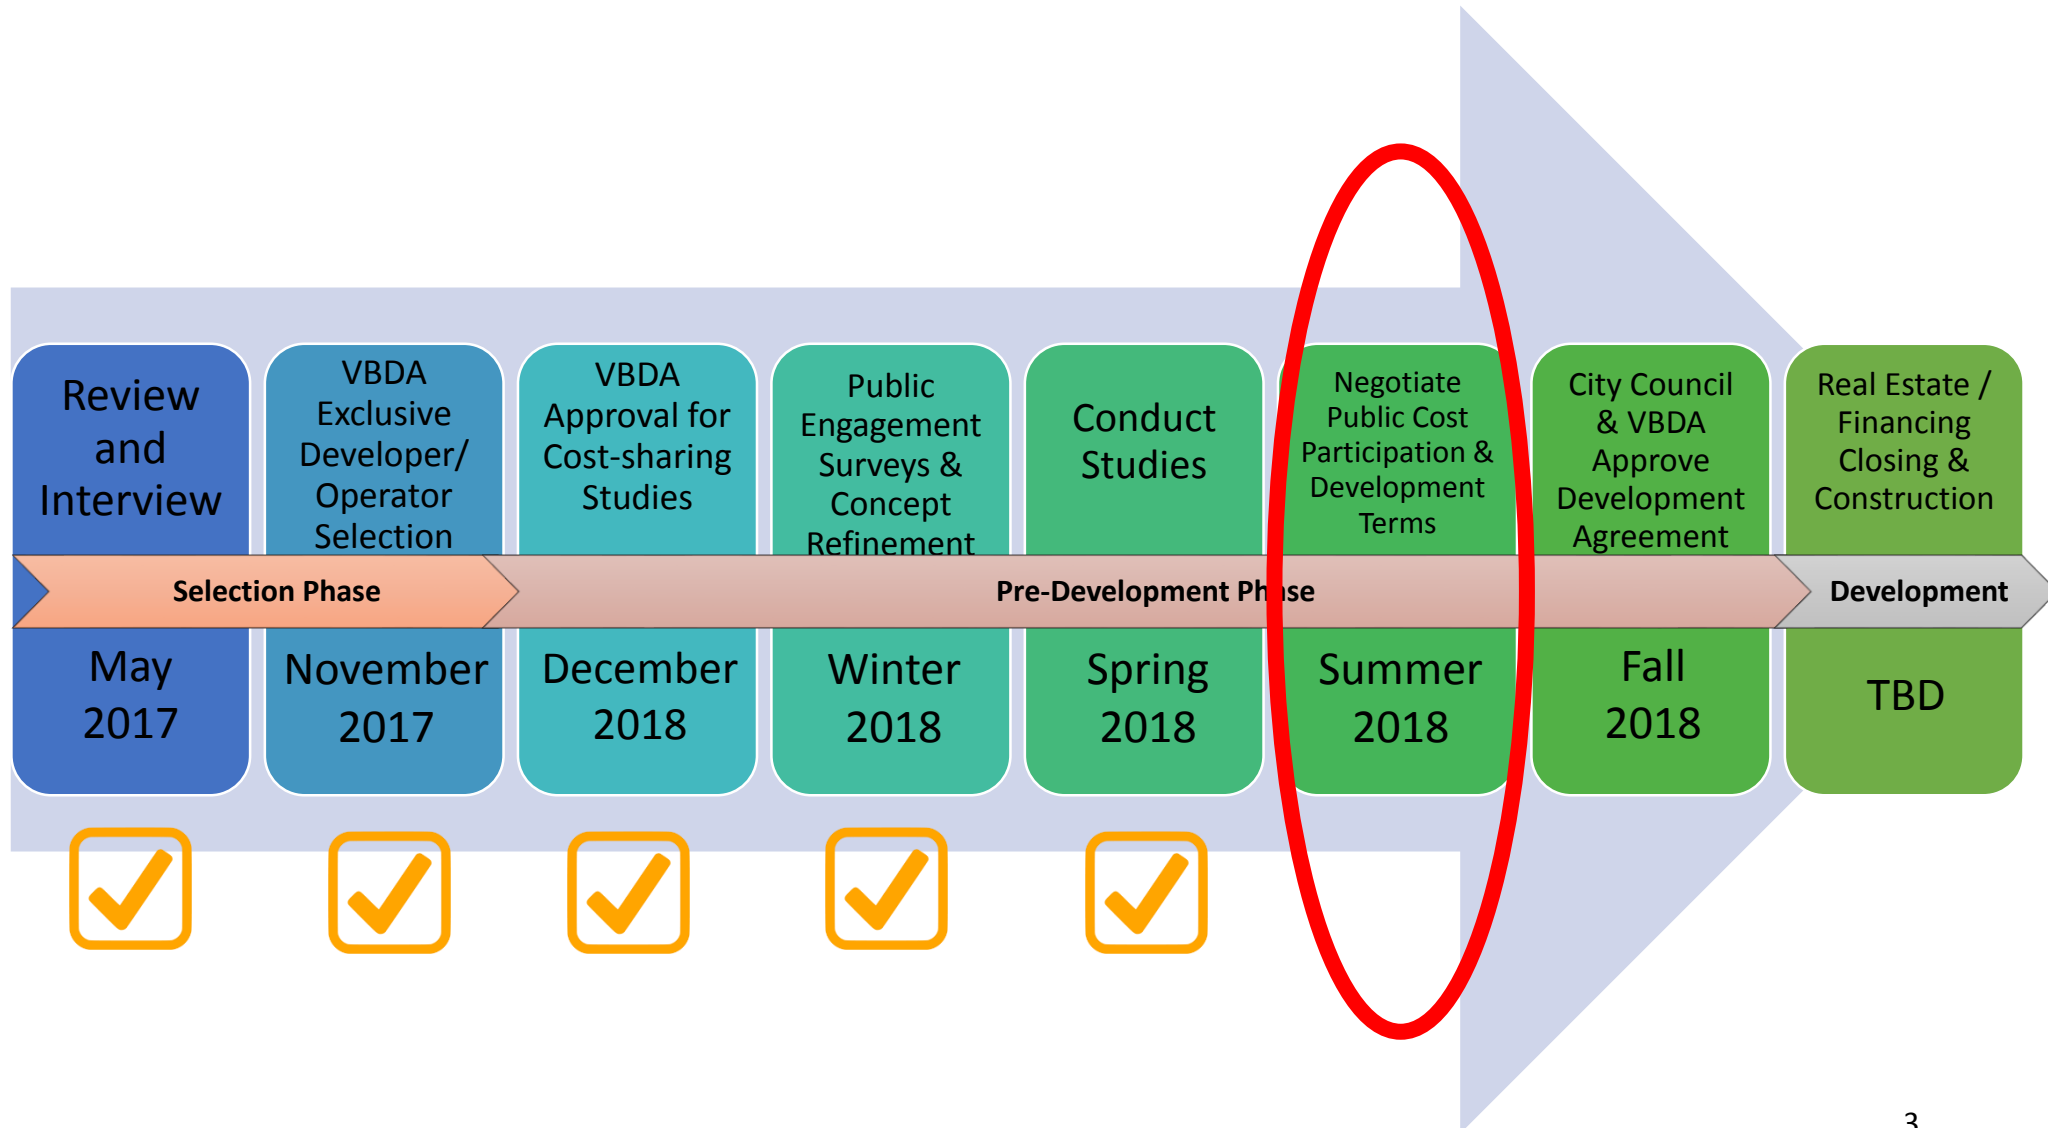 Review
and
Interview
VBDA
Exclusive
Developer/
Operator
Selection
VBDA
Approval for
Cost-sharing
Studies
Public
Engagement
Surveys &
Concept
Refinement
Conduct
Studies
Negotiate
Public Cost
Participation &
Development
Terms
City Council
& VBDA
Approve
Development
Agreement
Real Estate /
Financing
Closing &
Construction
Selection Phase
Pre-Development Phase
Development
May
2017
November
2017
December
2018
Winter
2018
Spring
2018
Summer
2018
Fall
2018
TBD
3